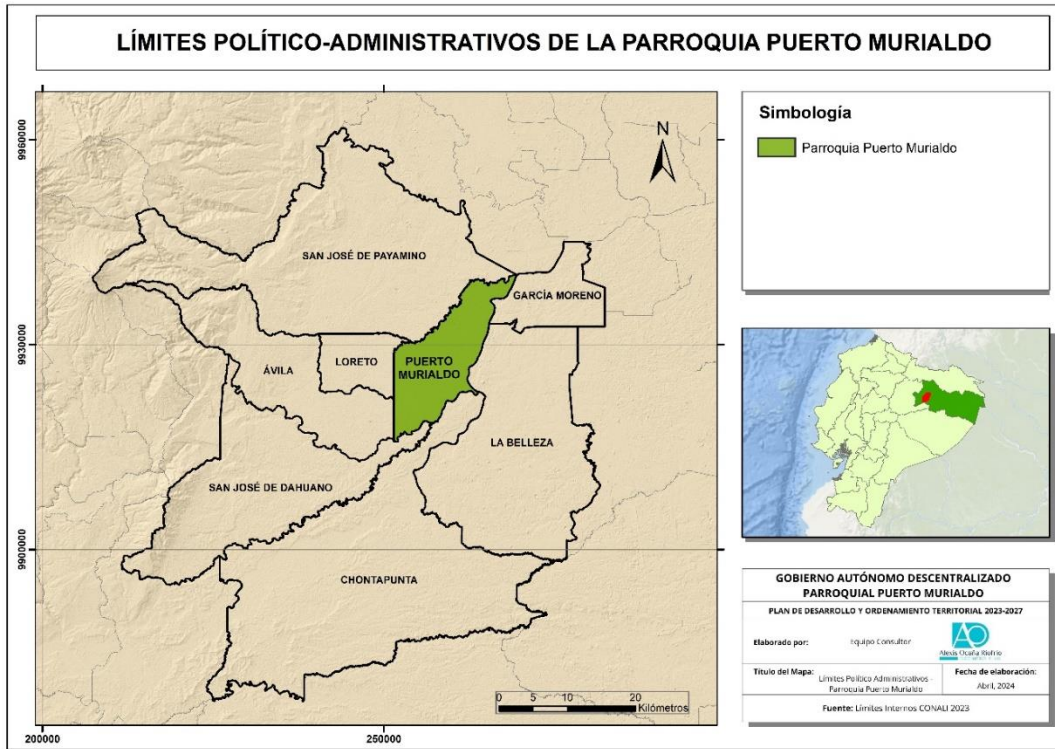 LÍMITES POLÍTICO-ADMINISTRATIVOS DE LA PARROQUIA PUERTO MURIALDO
Simbología
Parroquia Puerto Murialdo
N
9960000
9930000
9900000
200000
250000
SAN JOSÉ DE PAYAMINO
GARCÍA MORENO
LORETO
ÁVILA
PUERTO
MURIALDO
LA BELLEZA
SAN JOSÉ DE DAHUANO
CHONTAPUNTA
0 5 10 20
Kilómetros
GOBIERNO AUTÓNOMO DESCENTRALIZADO
PARROQUIAL PUERTO MURIALDO
PLAN DE DESARROLLO Y ORDENAMIENTO TERRITORIAL 2023-2027
Elaborado por: Equipo Consultor
AO
Alexis Ocaña Riofrio
Título del Mapa: Límites Político Administrativos -
Parroquia Puerto Murialdo
Fecha de elaboración:
Abril, 2024
Fuente: Límites Internos CONALI 2023